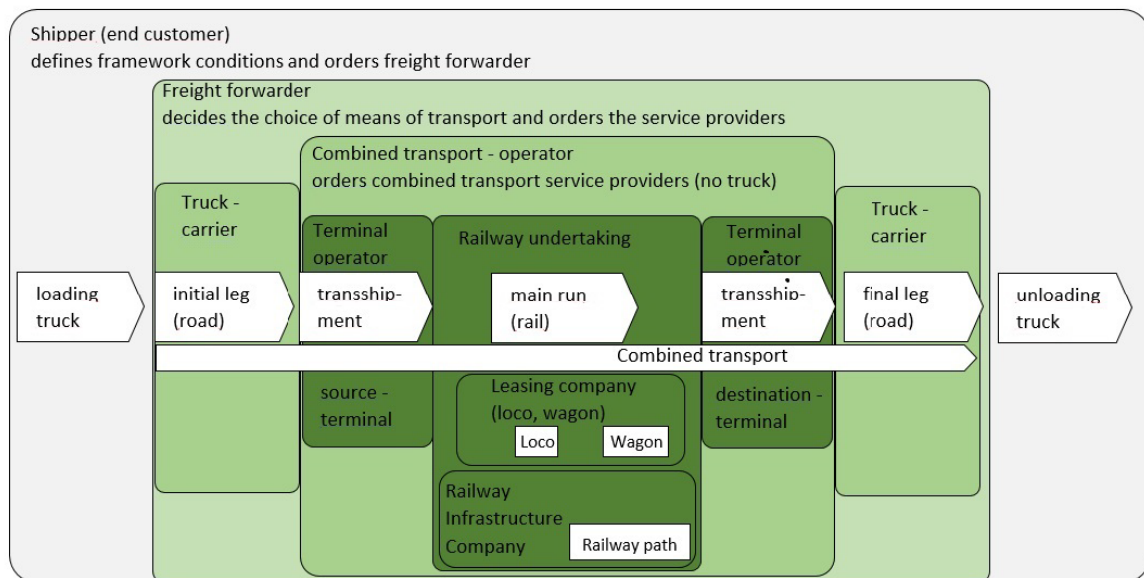 Shipper (end customer)
defines framework conditions and orders freight forwarder
Freight forwarder
decides the choice of means of transport and orders the service providers
Combined transport - operator
orders combined transport service providers (no truck)
Truck -
carrier
Terminal
operator
Railway undertaking
Terminal
operator
Truck -
carrier
loading
truck
initial leg
(road)
transship-
ment
main run
(rail)
transship-
ment
final leg
(road)
unloading
truck
Combined transport
source -
terminal
Leasing company
(loco, wagon)
Loco
Wagon
destination -
terminal
Railway
Infrastructure
Company
Railway path